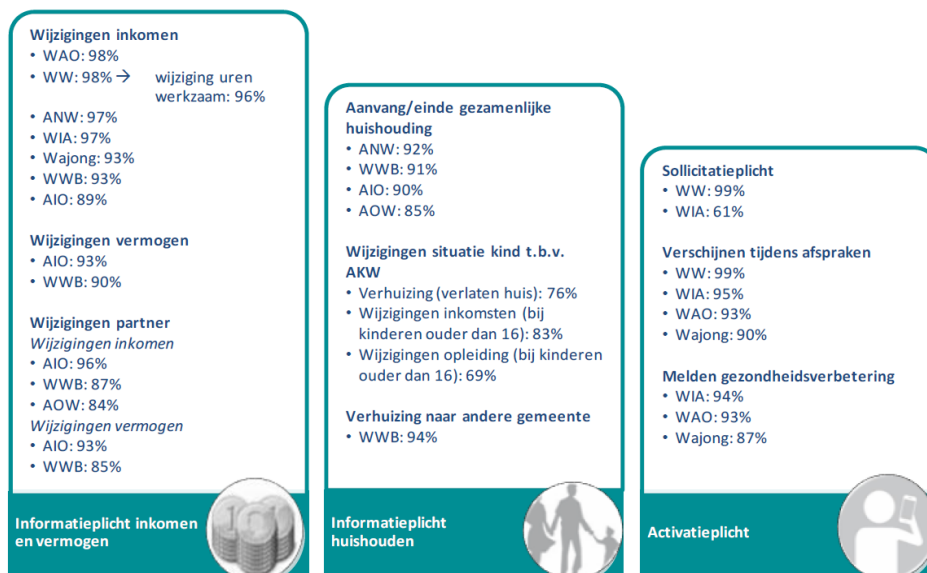 Wijzigingen inkomen
• WAO: 98%
• WW: 98% → wijziging uren
werkzaam: 96%
• ANW: 97%
• WIA: 97%
• Wajong: 93%
• WWB: 93%
• AIO: 89%
Wijzigingen vermogen
• AIO: 93%
• WWB: 90%
Wijzigingen partner
Wijzigingen inkomen
• AIO: 96%
• WWB: 87%
• AOW: 84%
Wijzigingen vermogen
• AIO: 93%
• WWB: 85%
Informatieplicht inkomen
en vermogen
Aanvang/einde gezamenlijke
huishouding
• ANW: 92%
• WWB: 91%
• AIO: 90%
• AOW: 85%
Wijzigingen situatie kind t.b.v.
AKW
• Verhuizing (verlaten huis): 76%
• Wijzigingen inkomsten (bij
kinderen ouder dan 16): 83%
• Wijzigingen opleiding (bij kinderen
ouder dan 16): 69%
Verhuizing naar andere gemeente
• WWB: 94%
Informatieplicht
huishouden
Sollicitatieplicht
• WW: 99%
• WIA: 61%
Verschijnen tijdens afspraken
• WW: 99%
• WIA: 95%
• WAO: 93%
• Wajong: 90%
Melden gezondheidsverbetering
• WIA: 94%
• WAO: 93%
• Wajong: 87%
Activatieplicht